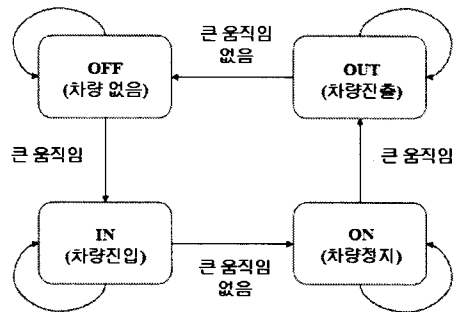 큰 움직임
없음
OFF
(차량 없음)
OUT
(차량진출)
큰 움직임
큰 움직임
IN
(차량진입)
ON
(차량정지)
큰 움직임
없음